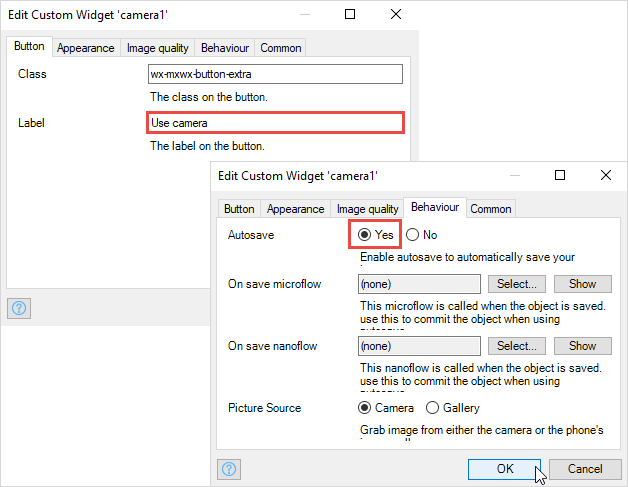 Edit Custom Widget 'camera1'
Button Appearance Image quality Behaviour Common
Class wx-mxwx-button-extra
The class on the button.
Label Use camera
The label on the button.
Edit Custom Widget 'camera1'
Button Appearance Image quality Behaviour Common
Autosave Yes No
Enable autosave to automatically save your
On save microflow (none) Select... Show
This microflow is called when the object is saved.
use this to commit the object when using
On save nanoflow (none) Select... Show
This nanoflow is called when the object is saved.
use this to commit the object when using
Picture Source Camera Gallery
Grab image from either the camera or the phone's
OK Cancel